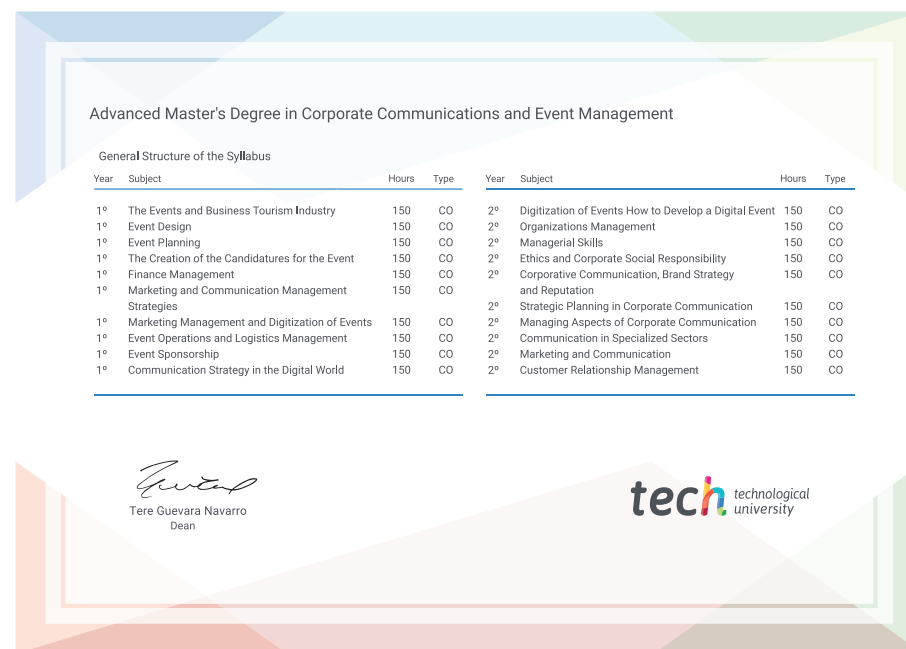 Advanced Master's Degree in Corporate Communications and Event Management
General Structure of the Syllabus
Year Subject Hours Type
1º The Events and Business Tourism Industry 150 CO
1º Event Design 150 CO
1º Event Planning 150 CO
1º The Creation of the Candidatures for the Event 150 CO
1º Finance Management 150 CO
1º Marketing and Communication Management 150 CO
Strategies
1º Marketing Management and Digitization of Events 150 CO
1º Event Operations and Logistics Management 150 CO
1º Event Sponsorship 150 CO
1º Communication Strategy in the Digital World 150 CO
Year Subject Hours Type
2º Digitization of Events How to Develop a Digital Event 150 CO
2º Organizations Management 150 CO
2º Managerial Skills 150 CO
2º Ethics and Corporate Social Responsibility 150 CO
2º Corporative Communication, Brand Strategy 150 CO
and Reputation
2º Strategic Planning in Corporate Communication 150 CO
2º Managing Aspects of Corporate Communication 150 CO
2º Communication in Specialized Sectors 150 CO
2º Marketing and Communication 150 CO
2º Customer Relationship Management 150 CO
Tere Guevara Navarro
Dean
tech technological
university